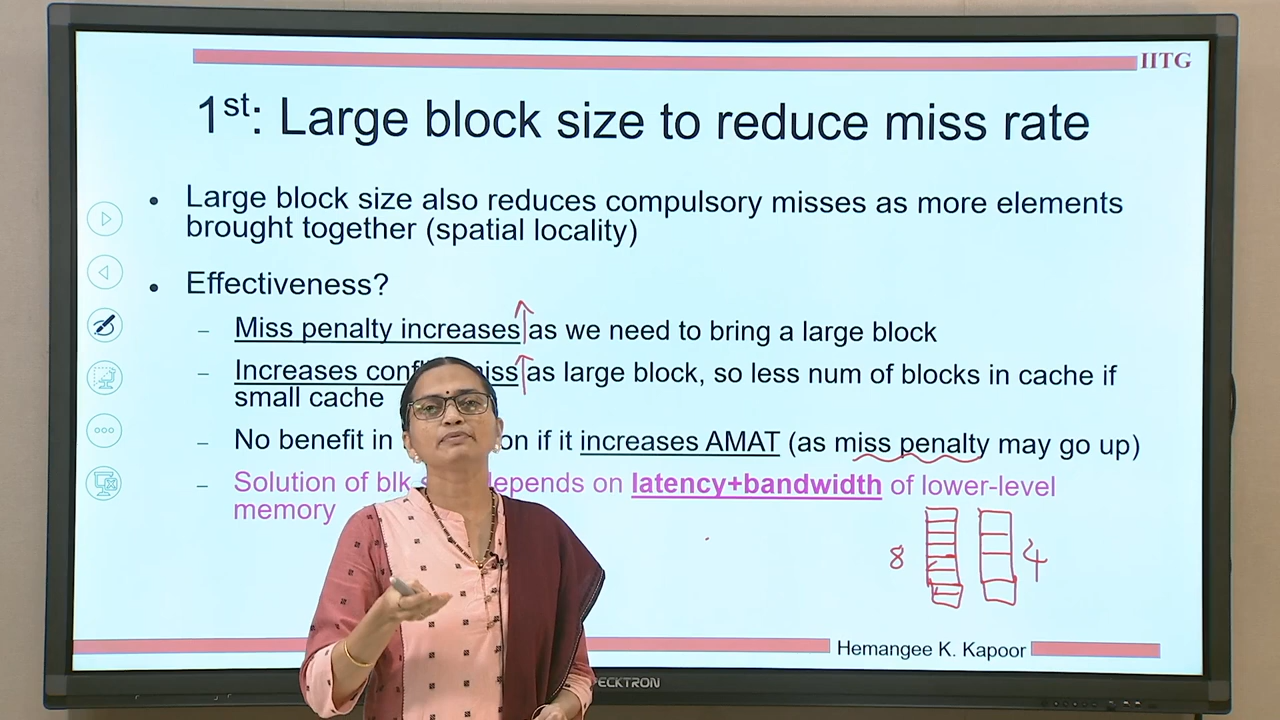 IITG
1st: Large block size to reduce miss rate
• Large block size also reduces compulsory misses as more elements
brought together (spatial locality)
• Effectiveness?
– Miss penalty increases as we need to bring a large block
– Increases miss as large block, so less num of blocks in cache if
small cache
– No benefit in if it increases AMAT (as miss penalty may go up)
– Solution of blk depends on latency+bandwidth of lower-level
memory
8 4
Hemangee K. Kapoor